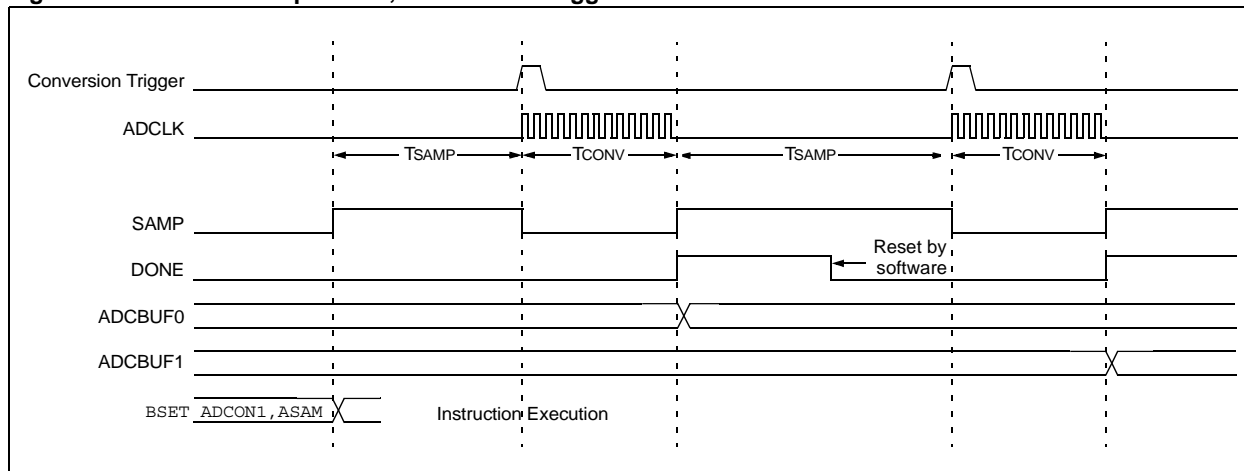 Conversion Trigger
ADCLK
TSAMP
TCONV
TSAMP
TCONV
SAMP
DONE
Reset by
software
ADCBUF0
ADCBUF1
BSET ADCON1,ASAM
Instruction Execution